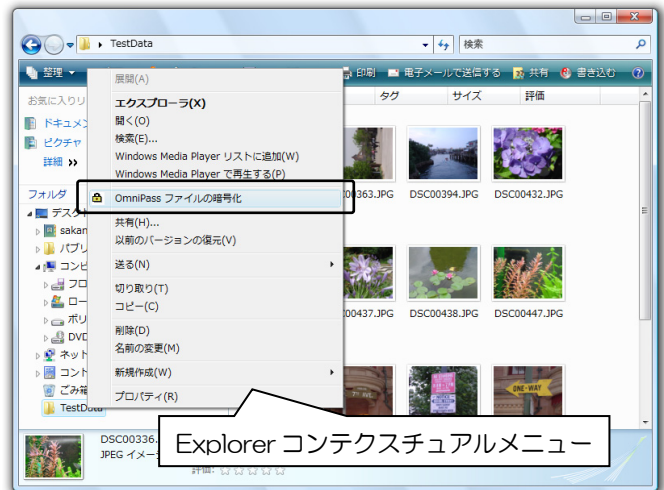 TestData
検索
整理
印刷
電子メールで送信する
共有
書き込む
お気に入りリ
タグ
サイズ
評価
ドキュメン
ピクチャ
詳細 »
フォルダ
デスクト
sakan
パブリ
コンピ
フロ
ロー
ボリ
DVD
ネット
コント
ごみ箱
TestData
展開(A)
エクスプローラ(X)
開く(O)
検索(E)...
Windows Media Player リストに追加(W)
Windows Media Player で再生する(P)
OmniPass ファイルの暗号化
共有(H)...
以前のバージョンの復元(V)
送る(N)
切り取り(T)
コピー(C)
削除(D)
名前の変更(M)
新規作成(W)
プロパティ(R)
00363.JPG
DSC00394.JPG
DSC00432.JPG
00437.JPG
DSC00438.JPG
DSC00447.JPG
7TH AVE.
ONE-WAY
Explorer コンテクスチュアルメニュー
DSC00336.
JPEG イメー
評価: